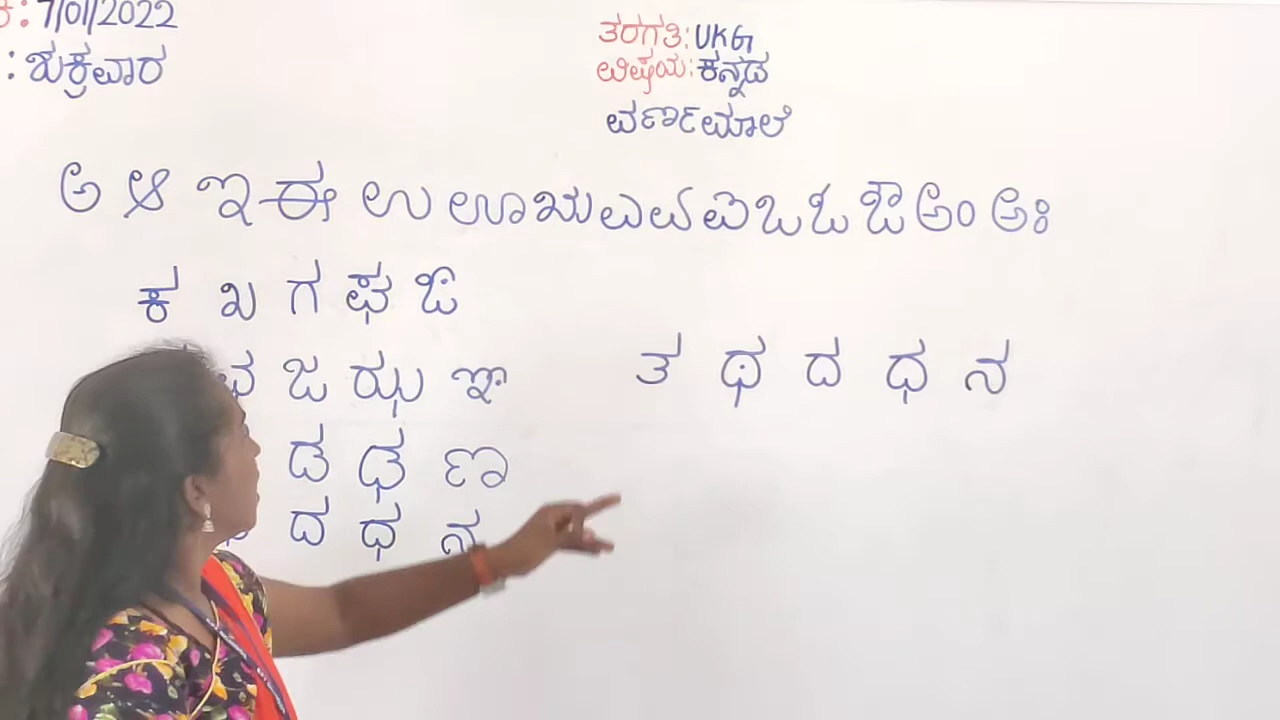 7/01/2022
: ಶುಕ್ರವಾರ
ತರಗತಿ: UKG
ವಿಷಯ: ಕನ್ನಡ
ವರ್ಣಮಾಲೆ
ಅ ಆ ಇ ಈ ಉ ಊ ಋ ಎ ಏ ಐ ಒ ಓ ಔ ಅಂ ಅಃ
ಕ ಖ ಗ ಘ ಙ
ಜ ಝ ಞ
ಡ ಢ ಣ
ದ ಧ ನ
ತ ಥ ದ ಧ ನ